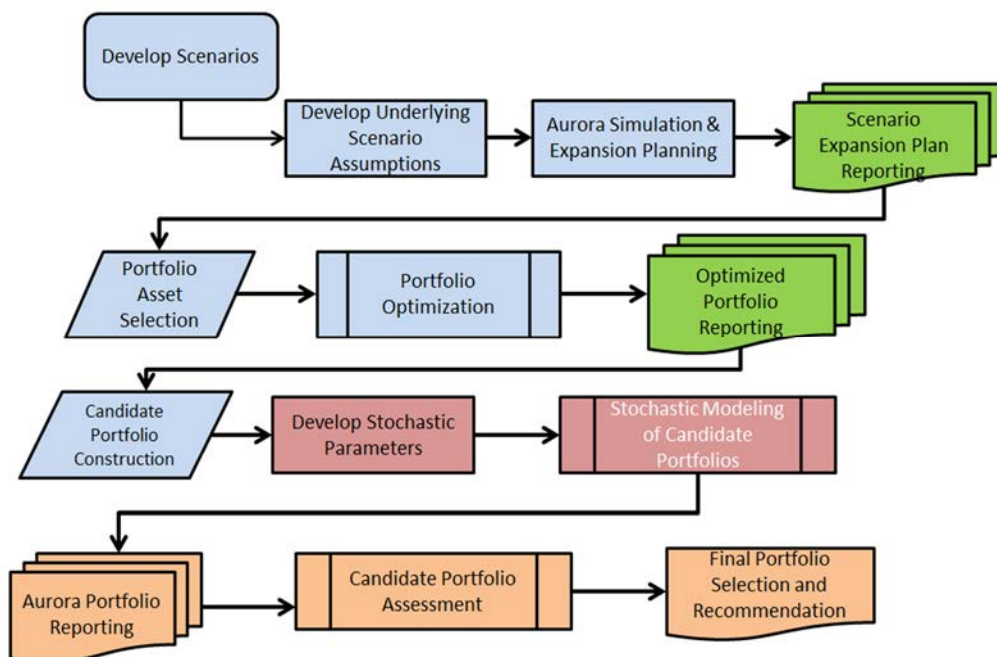 Develop Scenarios
Develop Underlying
Scenario
Assumptions
Aurora Simulation &
Expansion Planning
Scenario
Expansion Plan
Reporting
Portfolio
Asset
Selection
Portfolio
Optimization
Optimized
Portfolio
Reporting
Candidate
Portfolio
Construction
Develop Stochastic
Parameters
Stochastic Modeling
of Candidate
Portfolios
Aurora Portfolio
Reporting
Candidate Portfolio
Assessment
Final Portfolio
Selection and
Recommendation